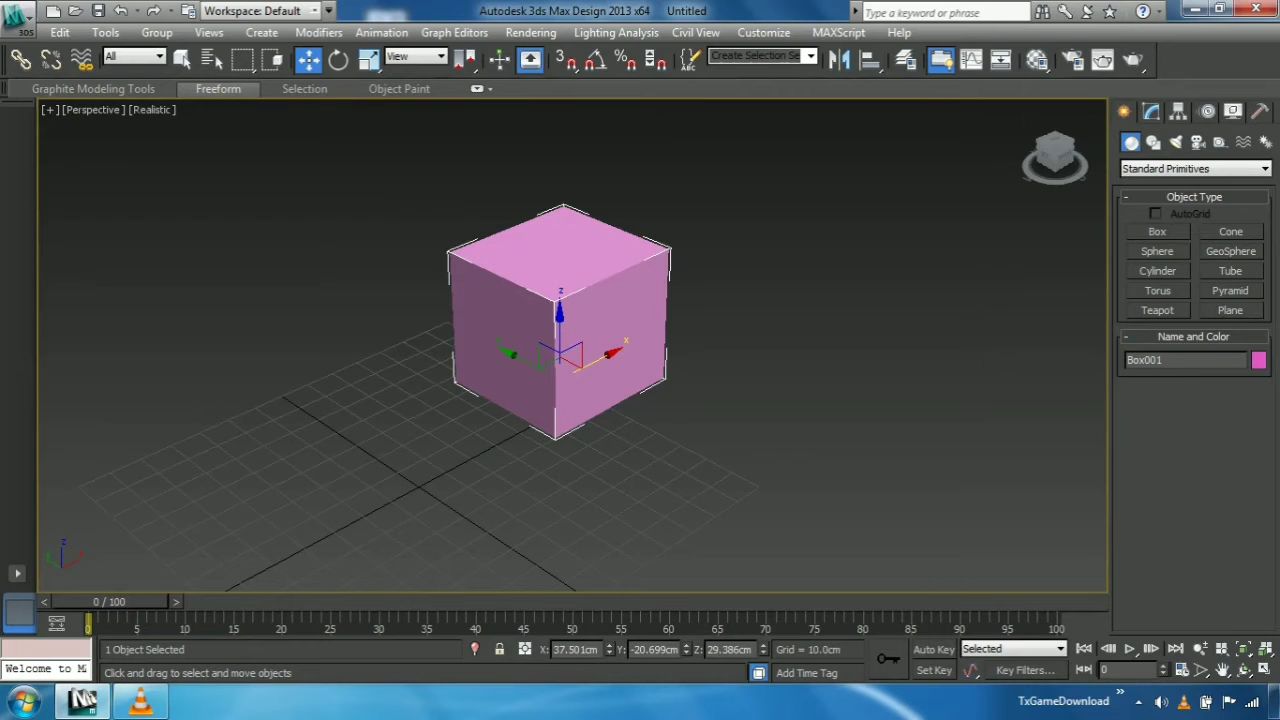 3DS Workspace: Default Autodesk 3ds Max Design 2013 x64 Untitled Type a keyword or phrase
Edit Tools Group Views Create Modifiers Animation Graph Editors Rendering Lighting Analysis Civil View Customize MAXScript Help
All View 3 Create Selection Se
Graphite Modeling Tools Freeform Selection Object Paint
[+] [Perspective] [Realistic]
Standard Primitives
- Object Type
AutoGrid
Box Cone
Sphere GeoSphere
Cylinder Tube
Torus Pyramid
Teapot Plane
- Name and Color
Box001
z
x
z
0 / 100
0 5 10 15 20 25 30 35 40 45 50 55 60 65 70 75 80 85 90 95 100
1 Object Selected X: 37.501cm Y: -20.699cm Z: 29.386cm Grid = 10.0cm Auto Key Selected
Welcome to M Click and drag to select and move objects Add Time Tag Set Key Key Filters... 0
TxGameDownload